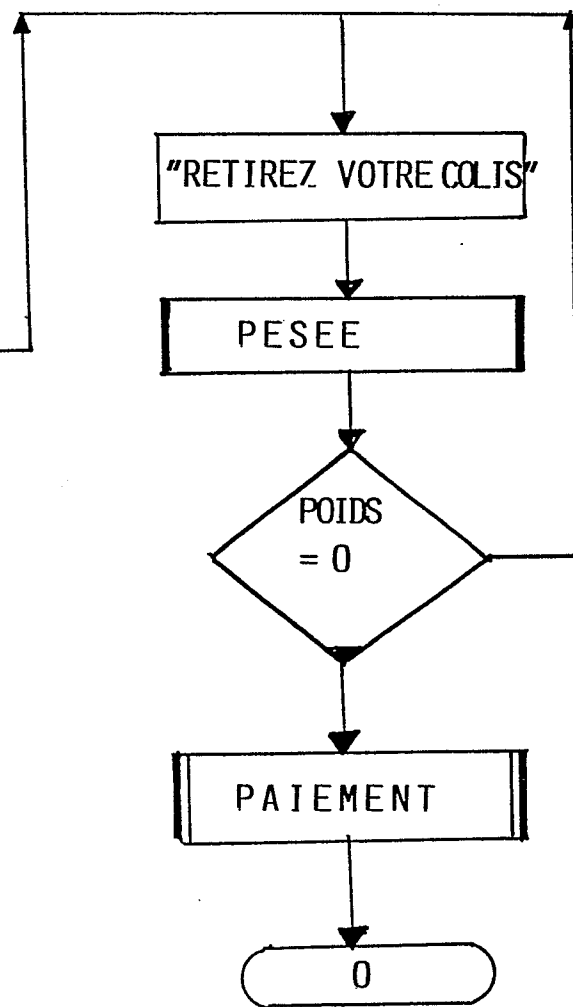 "RETIREZ VOTRE COLIS"
PESEE
POIDS
= 0
PAIEMENT
0